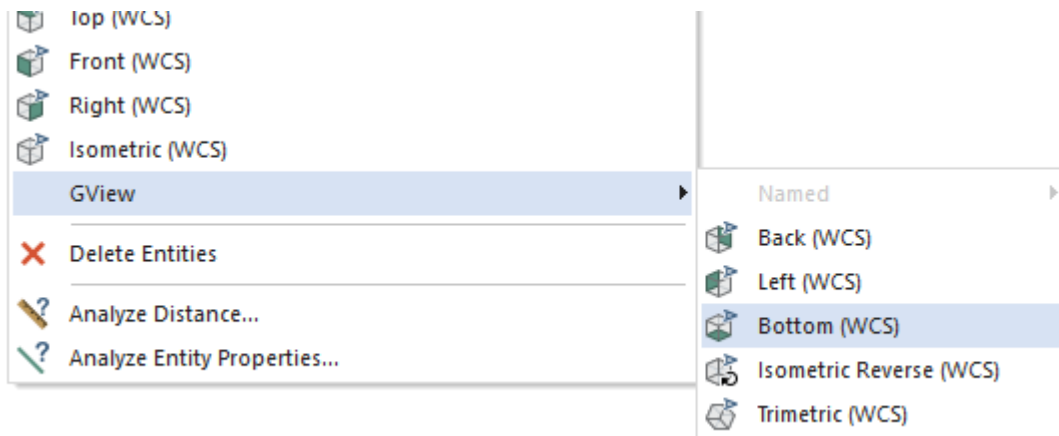 Top (WCS)
Front (WCS)
Right (WCS)
Isometric (WCS)
GView
Delete Entities
Analyze Distance...
Analyze Entity Properties...
Named
Back (WCS)
Left (WCS)
Bottom (WCS)
Isometric Reverse (WCS)
Trimetric (WCS)